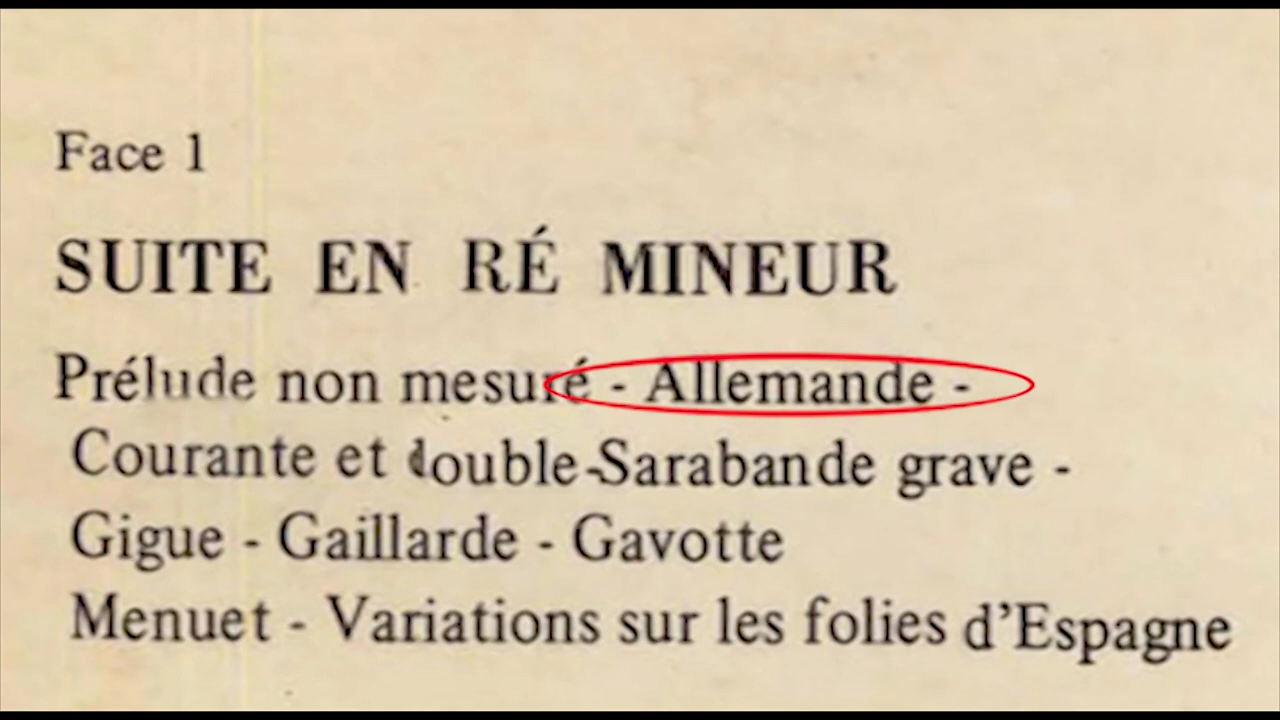 Face 1
SUITE EN RÉ MINEUR
Prélude non mesuré - Allemande -
Courante et double-Sarabande grave -
Gigue - Gaillarde - Gavotte
Menuet - Variations sur les folies d’Espagne